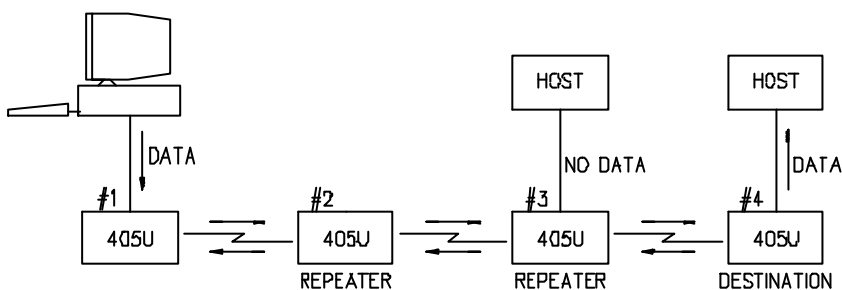 HOST HOST
DATA NO DATA DATA
#1 #2 #3 #4
405U 405U 405U 405U
REPEATER REPEATER DESTINATION